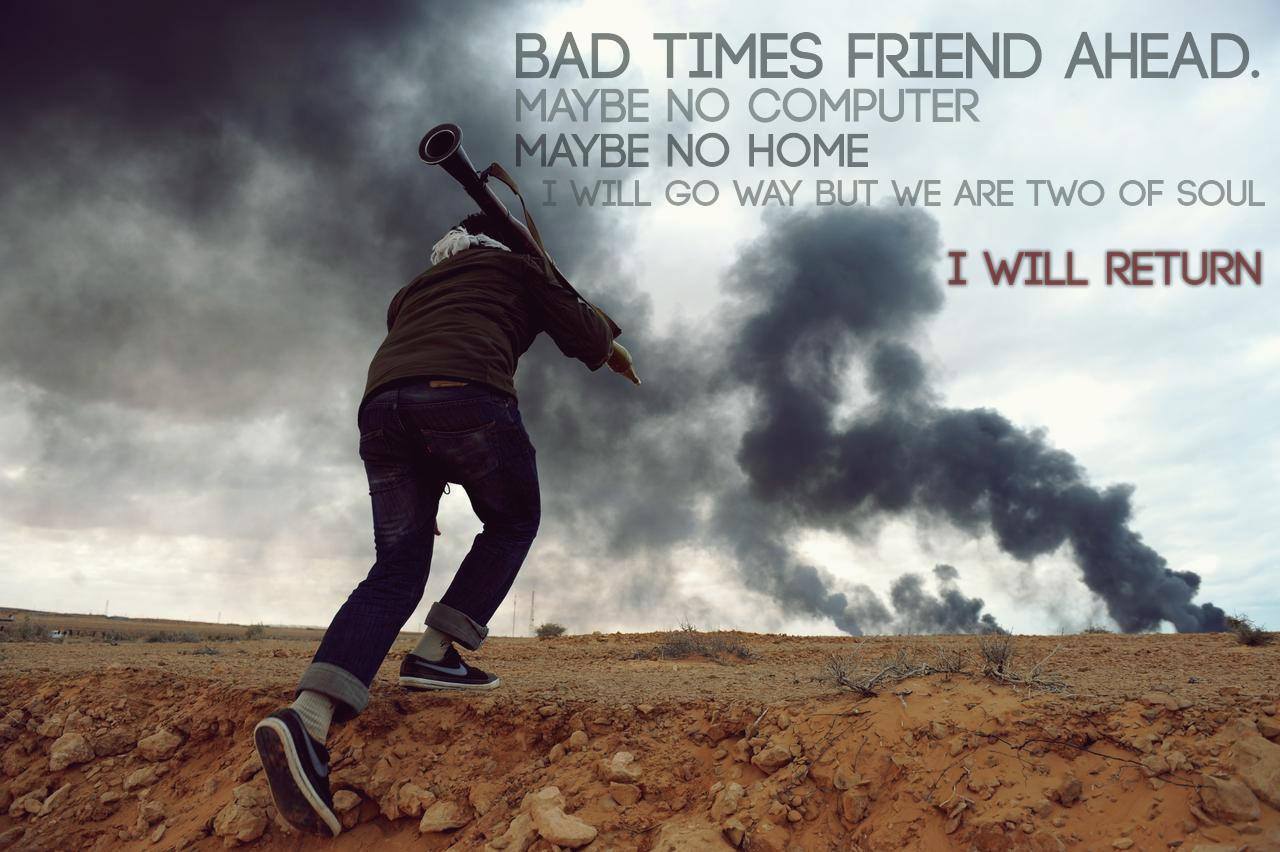 BAD TIMES FRIEND AHEAD.
MAYBE NO COMPUTER
MAYBE NO HOME
I WILL GO WAY BUT WE ARE TWO OF SOUL
I WILL RETURN